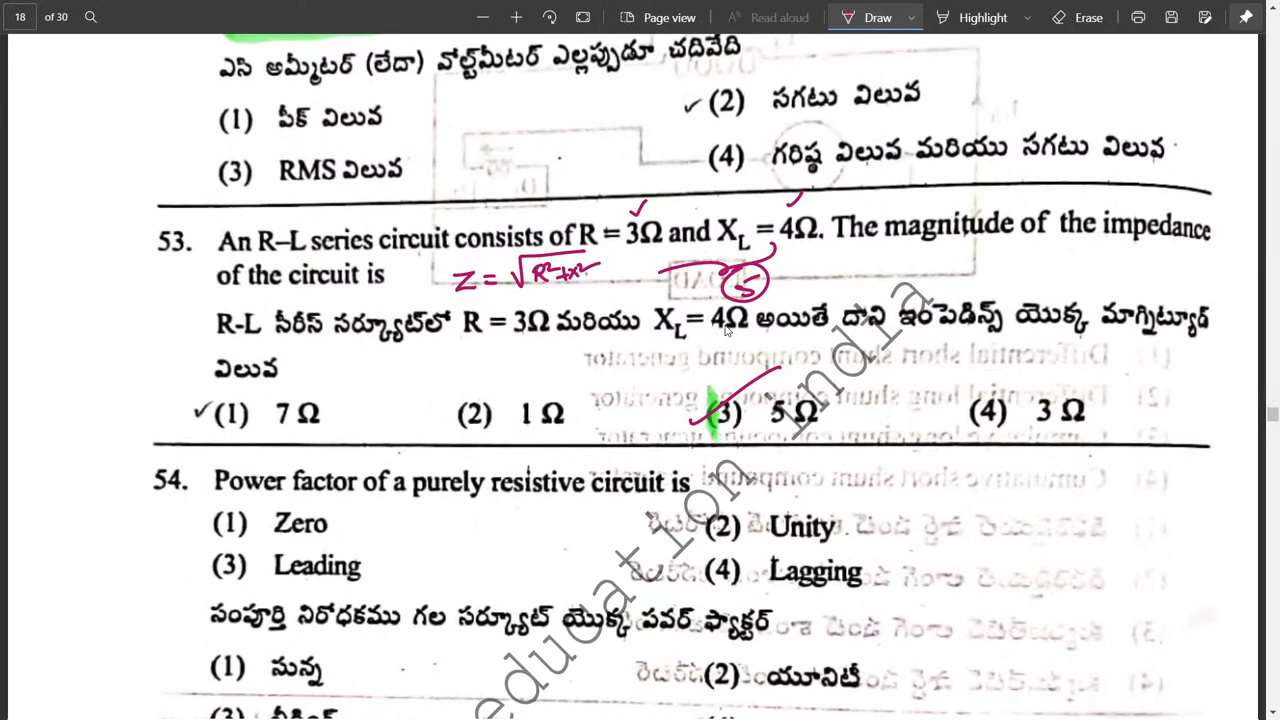 18 of 30
Page view
Read aloud
Draw
Highlight
Erase
ఎసి అమ్మీటర్ (లేదా) వోల్ట్‌మీటర్ ఎల్లప్పుడూ చదివేది
(1) పీక్ విలువ
(2) సగటు విలువ
(3) RMS విలువ
(4) గరిష్ఠ విలువ మరియు సగటు విలువ
53. An R–L series circuit consists of R = 3Ω and X_L = 4Ω. The magnitude of the impedance
of the circuit is
Z = √R²+X²
5
R-L సిరీస్ సర్క్యూట్‌లో R = 3Ω మరియు X_L = 4Ω అయితే దాని ఇంపెడిన్స్ యొక్క మాగ్నిట్యూడ్
విలువ
(1) 7 Ω (2) 1 Ω (3) 5 Ω (4) 3 Ω
54. Power factor of a purely resistive circuit is
(1) Zero (2) Unity
(3) Leading (4) Lagging
సంపూర్తి నిరోధకము గల సర్క్యూట్ యొక్క పవర్ ఫ్యాక్టర్
(1) సున్న (2) యూనిటీ
education india